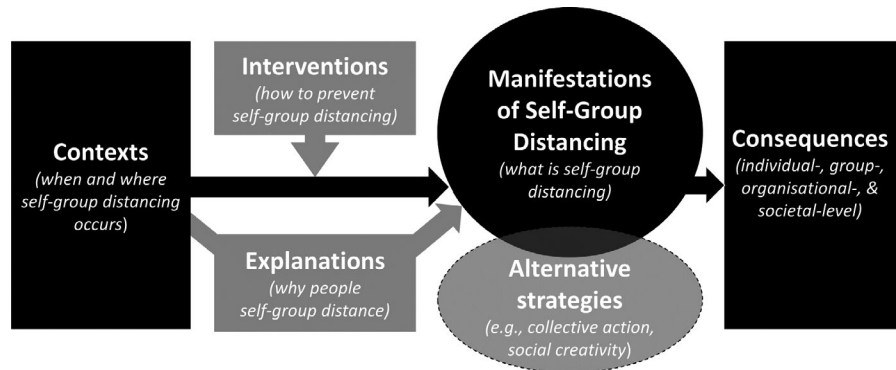 Contexts
(when and where
self-group distancing
occurs)
Interventions
(how to prevent
self-group distancing)
Explanations
(why people
self-group distance)
Manifestations
of Self-Group
Distancing
(what is self-group
distancing)
Alternative
strategies
(e.g., collective action,
social creativity)
Consequences
(individual-, group-,
organisational-, &
societal-level)